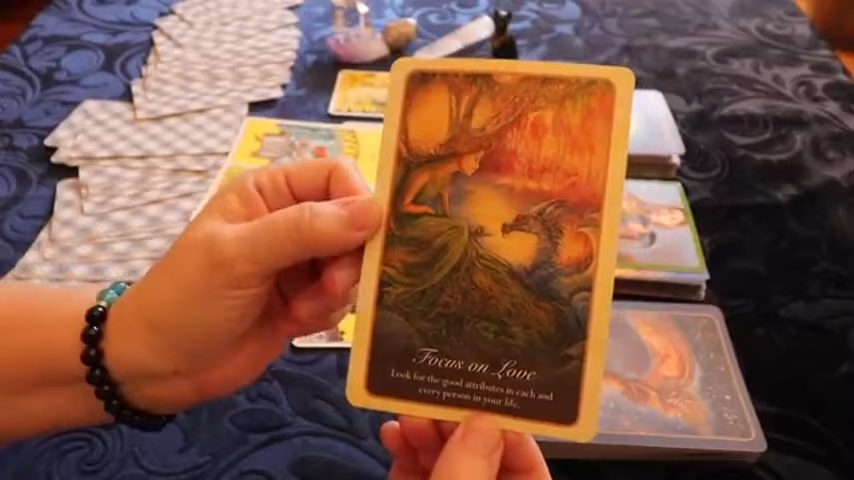 Focus on Love
Look for the good attributes in each and
every person in your life.